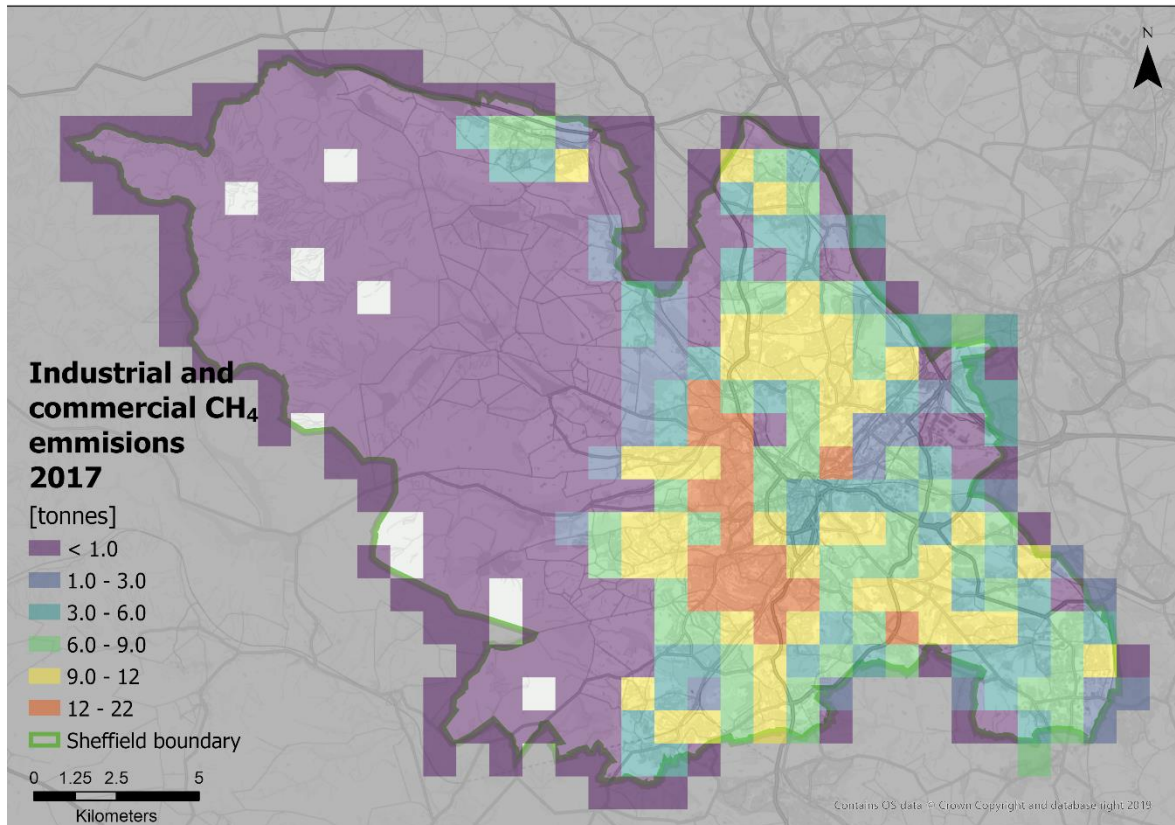 N
Industrial and
commercial CH₄
emmisions
2017
[tonnes]
< 1.0
1.0 - 3.0
3.0 - 6.0
6.0 - 9.0
9.0 - 12
12 - 22
Sheffield boundary
0 1.25 2.5 5
Kilometers
Contains OS data © Crown Copyright and database right 2019